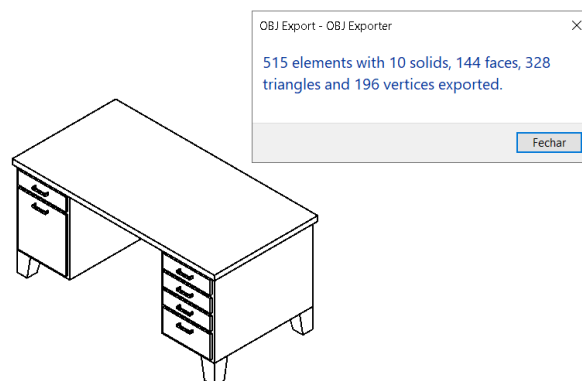 OBJ Export - OBJ Exporter
515 elements with 10 solids, 144 faces, 328
triangles and 196 vertices exported.
Fechar